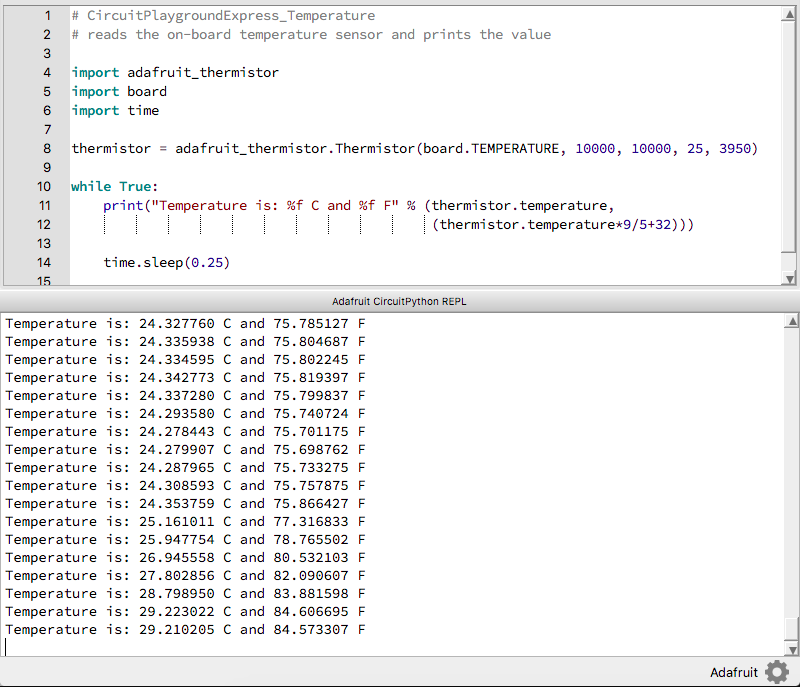 1 # CircuitPlaygroundExpress_Temperature
2 # reads the on-board temperature sensor and prints the value
3
4 import adafruit_thermistor
5 import board
6 import time
7
8 thermistor = adafruit_thermistor.Thermistor(board.TEMPERATURE, 10000, 10000, 25, 3950)
9
10 while True:
11     print("Temperature is: %f C and %f F" % (thermistor.temperature,
12                                              (thermistor.temperature*9/5+32)))
13
14     time.sleep(0.25)
15
Adafruit CircuitPython REPL
Temperature is: 24.327760 C and 75.785127 F
Temperature is: 24.335938 C and 75.804687 F
Temperature is: 24.334595 C and 75.802245 F
Temperature is: 24.342773 C and 75.819397 F
Temperature is: 24.337280 C and 75.799837 F
Temperature is: 24.293580 C and 75.740724 F
Temperature is: 24.278443 C and 75.701175 F
Temperature is: 24.279907 C and 75.698762 F
Temperature is: 24.287965 C and 75.733275 F
Temperature is: 24.308593 C and 75.757875 F
Temperature is: 24.353759 C and 75.866427 F
Temperature is: 25.161011 C and 77.316833 F
Temperature is: 25.947754 C and 78.765502 F
Temperature is: 26.945558 C and 80.532103 F
Temperature is: 27.802856 C and 82.090607 F
Temperature is: 28.798950 C and 83.881598 F
Temperature is: 29.223022 C and 84.606695 F
Temperature is: 29.210205 C and 84.573307 F
Adafruit